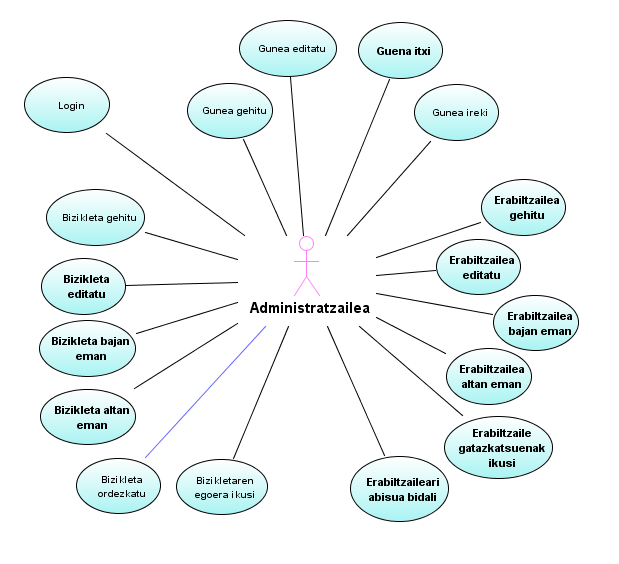 Gunea editatu
Guena itxi
Login
Gunea gehitu
Gunea ireki
Bizikleta gehitu
Erabiltzailea
gehitu
Bizikleta
editatu
Erabiltzailea
editatu
Administratzailea
Erabiltzailea
bajan eman
Bizikleta bajan
eman
Erabiltzailea
altan eman
Bizikleta altan
eman
Erabiltzaile
gatazkatsuenak
ikusi
Bizikleta
ordezkatu
Bizikletaren
egoera ikusi
Erabiltzaileari
abisua bidali